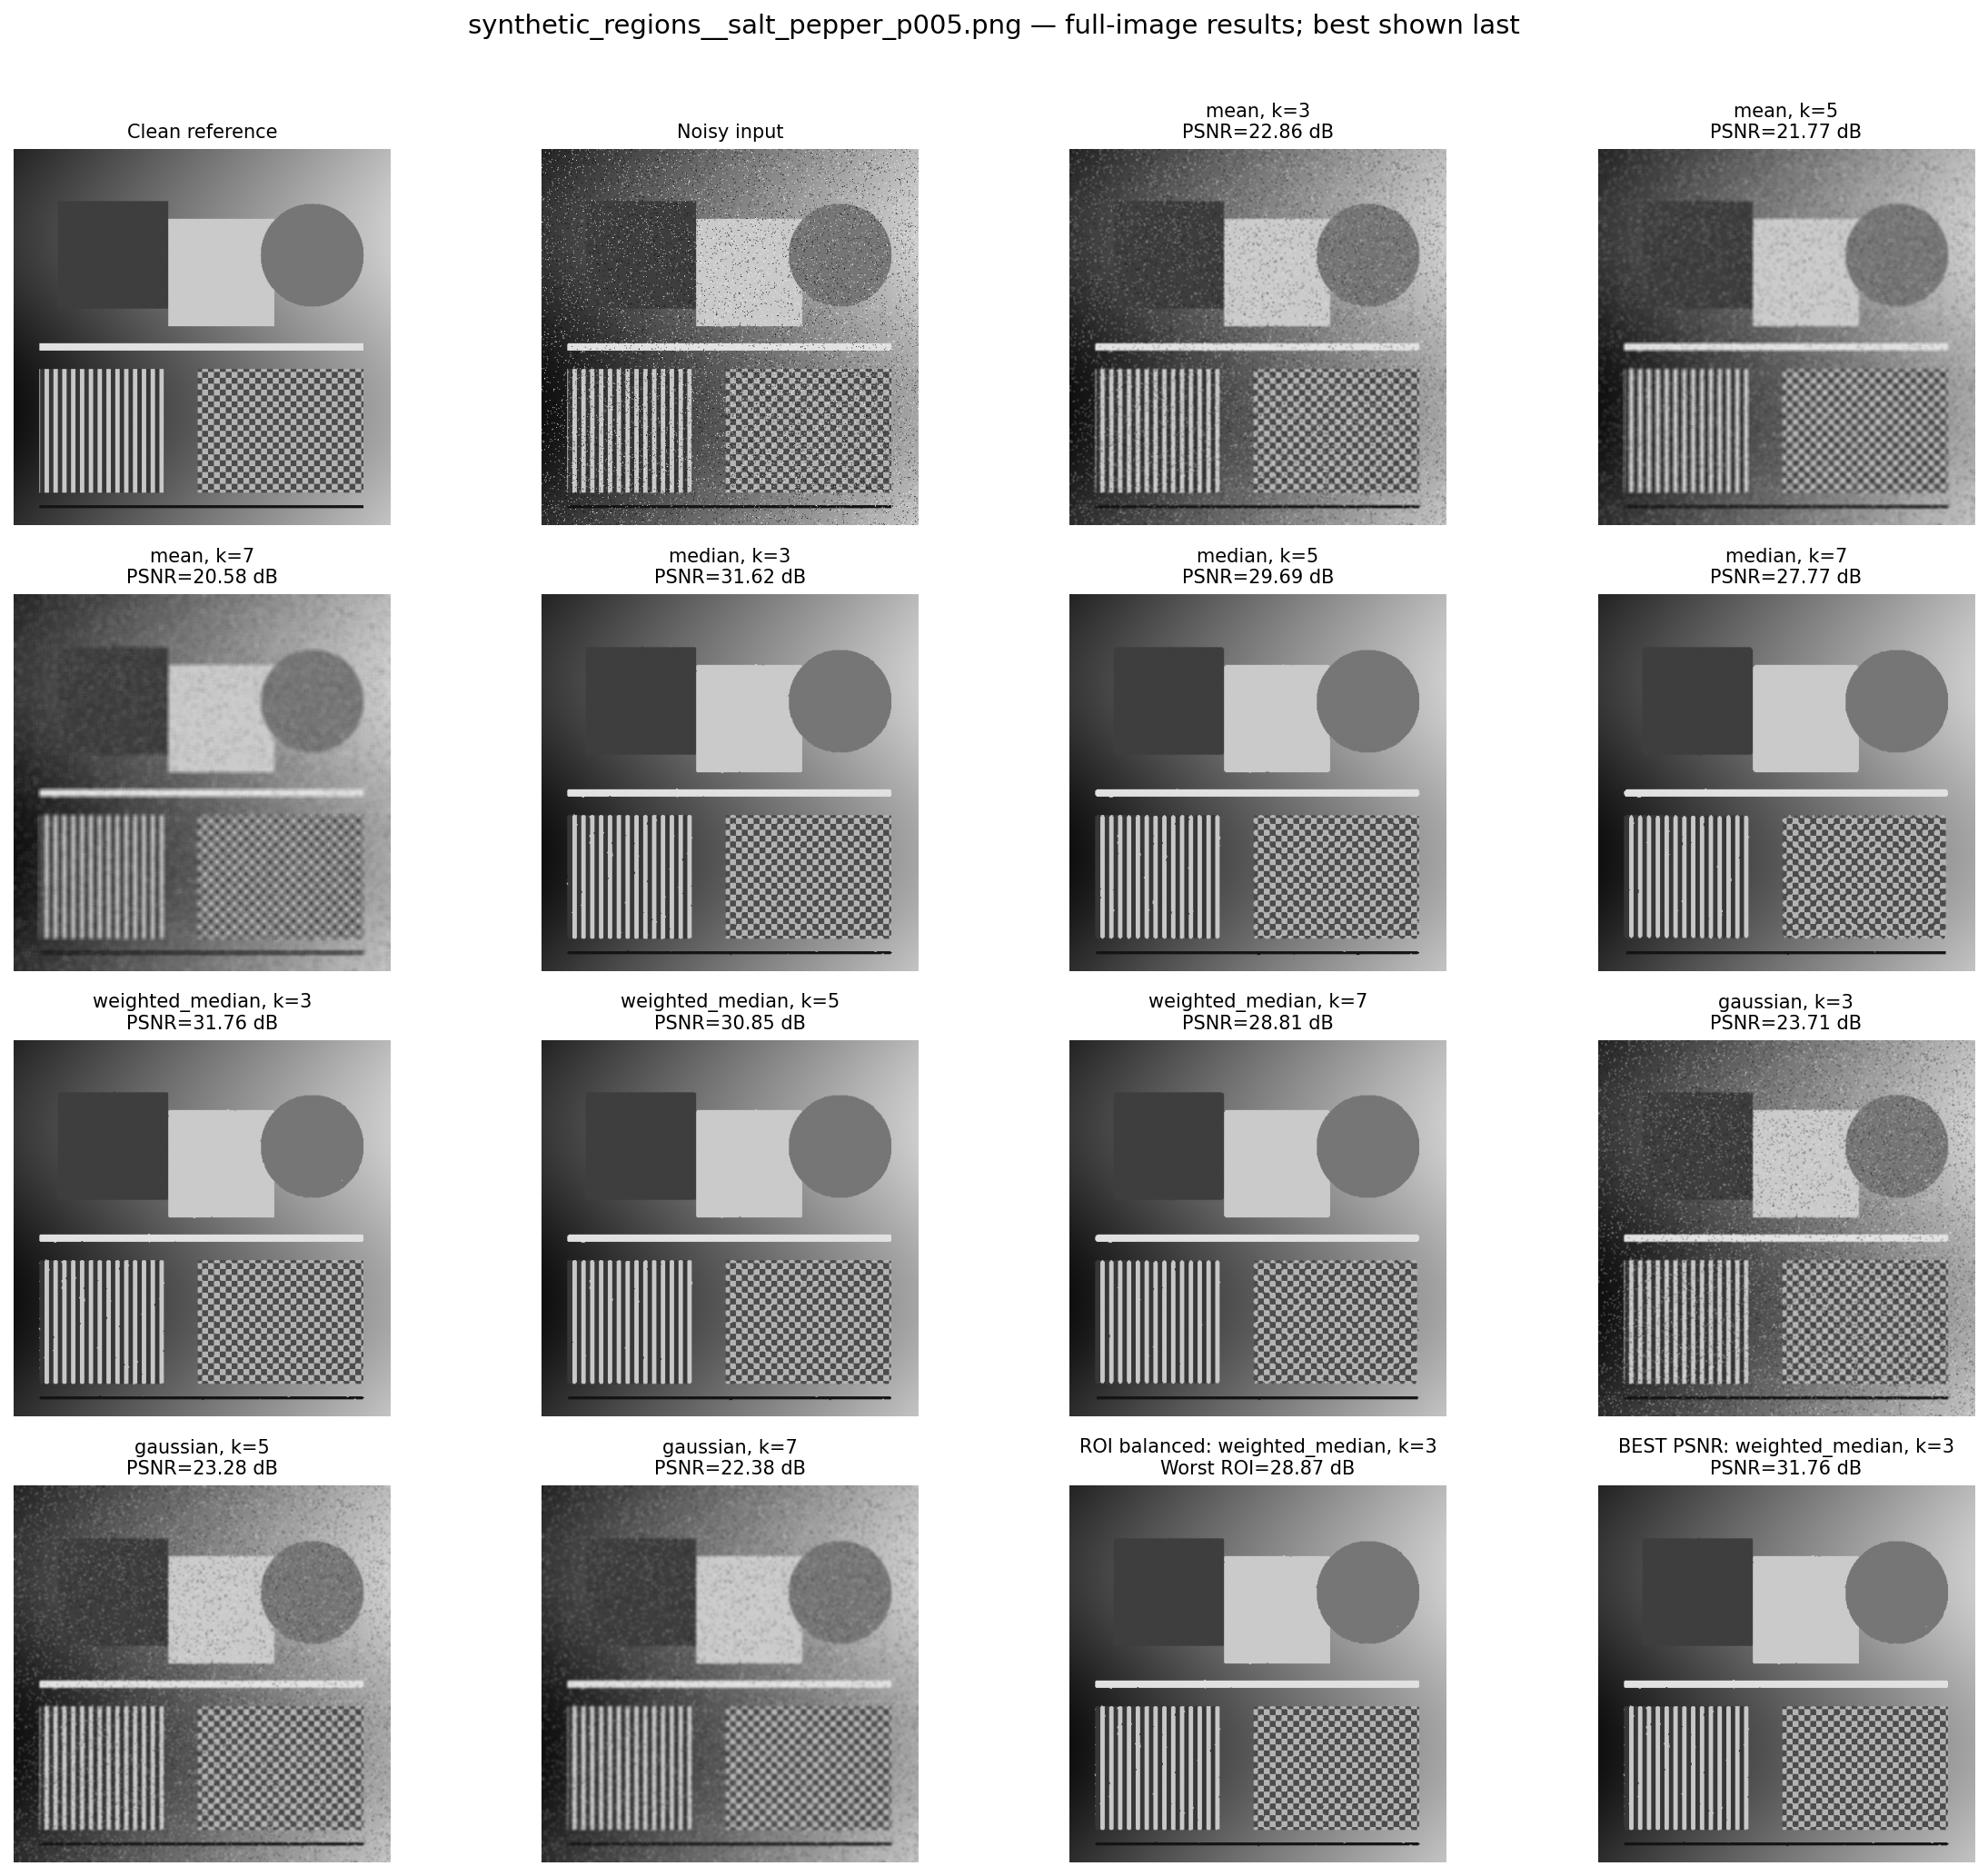 synthetic_regions__salt_pepper_p005.png — full-image results; best shown last
Clean reference
Noisy input
mean, k=3
PSNR=22.86 dB
mean, k=5
PSNR=21.77 dB
mean, k=7
PSNR=20.58 dB
median, k=3
PSNR=31.62 dB
median, k=5
PSNR=29.69 dB
median, k=7
PSNR=27.77 dB
weighted_median, k=3
PSNR=31.76 dB
weighted_median, k=5
PSNR=30.85 dB
weighted_median, k=7
PSNR=28.81 dB
gaussian, k=3
PSNR=23.71 dB
gaussian, k=5
PSNR=23.28 dB
gaussian, k=7
PSNR=22.38 dB
ROI balanced: weighted_median, k=3
Worst ROI=28.87 dB
BEST PSNR: weighted_median, k=3
PSNR=31.76 dB